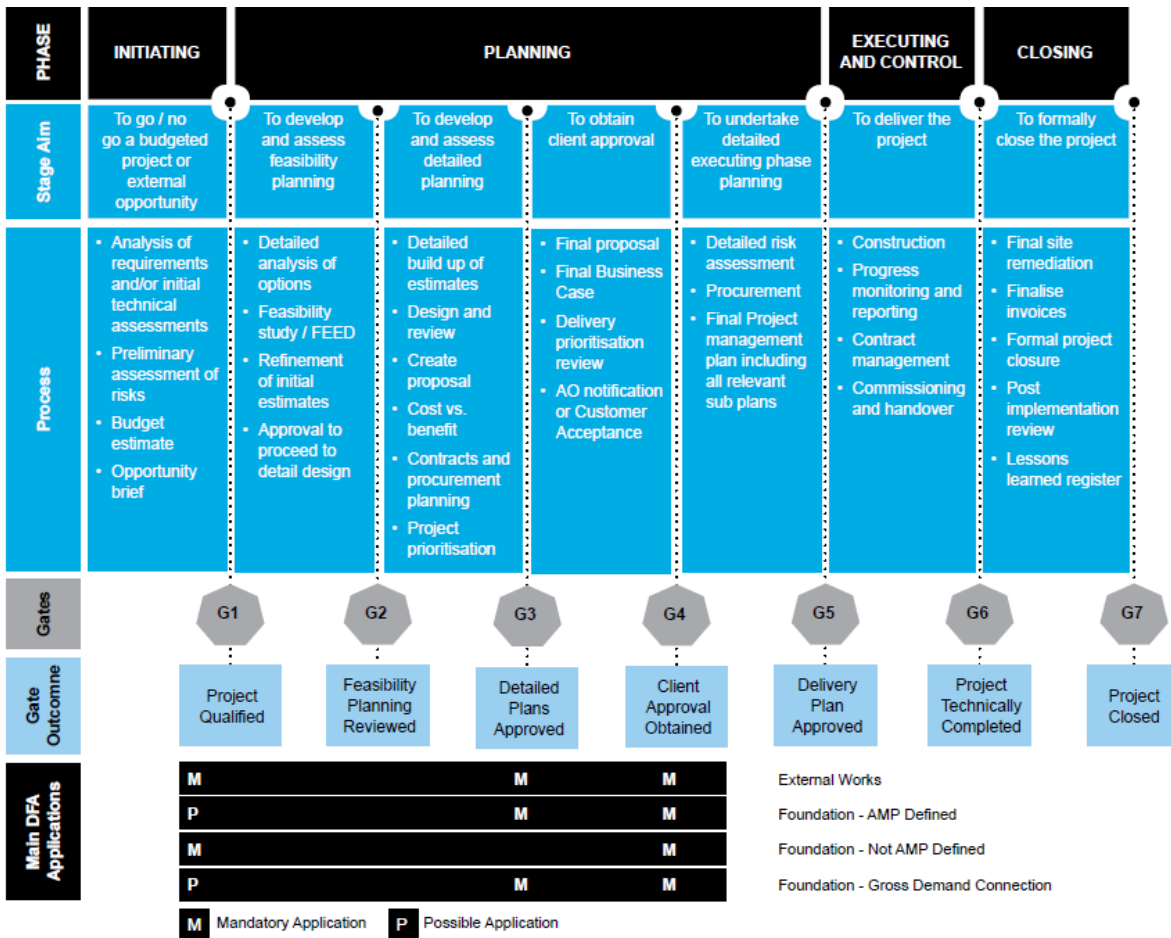 PHASE
INITIATING
PLANNING
EXECUTING
AND CONTROL
CLOSING
Stage Aim
To go / no
go a budgeted
project or
external
opportunity
To develop
and assess
feasibility
planning
To develop
and assess
detailed
planning
To obtain
client approval
To undertake
detailed
executing phase
planning
To deliver the
project
To formally
close the project
Process
• Analysis of
requirements
and/or initial
technical
assessments
• Preliminary
assessment of
risks
• Budget
estimate
• Opportunity
brief
• Detailed
analysis of
options
• Feasibility
study / FEED
• Refinement
of initial
estimates
• Approval to
proceed to
detail design
• Detailed
build up of
estimates
• Design and
review
• Create
proposal
• Cost vs.
benefit
• Contracts and
procurement
planning
• Project
prioritisation
• Final proposal
• Final Business
Case
• Delivery
prioritisation
review
• AO notification
or Customer
Acceptance
• Detailed risk
assessment
• Procurement
• Final Project
management
plan including
all relevant
sub plans
• Construction
• Progress
monitoring and
reporting
• Contract
management
• Commissioning
and handover
• Final site
remediation
• Finalise
invoices
• Formal project
closure
• Post
implementation
review
• Lessons
learned register
Gates
G1
G2
G3
G4
G5
G6
G7
Gate
Outcomne
Project
Qualified
Feasibility
Planning
Reviewed
Detailed
Plans
Approved
Client
Approval
Obtained
Delivery
Plan
Approved
Project
Technically
Completed
Project
Closed
Main DFA
Applications
M M M External Works
P M M Foundation - AMP Defined
M M Foundation - Not AMP Defined
P M M Foundation - Gross Demand Connection
M Mandatory Application P Possible Application